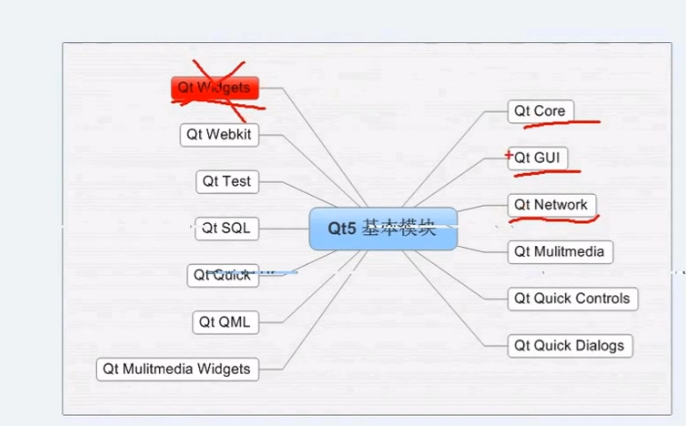 Qt Widgets
Qt Webkit
Qt Test
Qt SQL
Qt Quick
Qt QML
Qt Mulitmedia Widgets
Qt5 基本模块
Qt Core
Qt GUI
Qt Network
Qt Mulitmedia
Qt Quick Controls
Qt Quick Dialogs